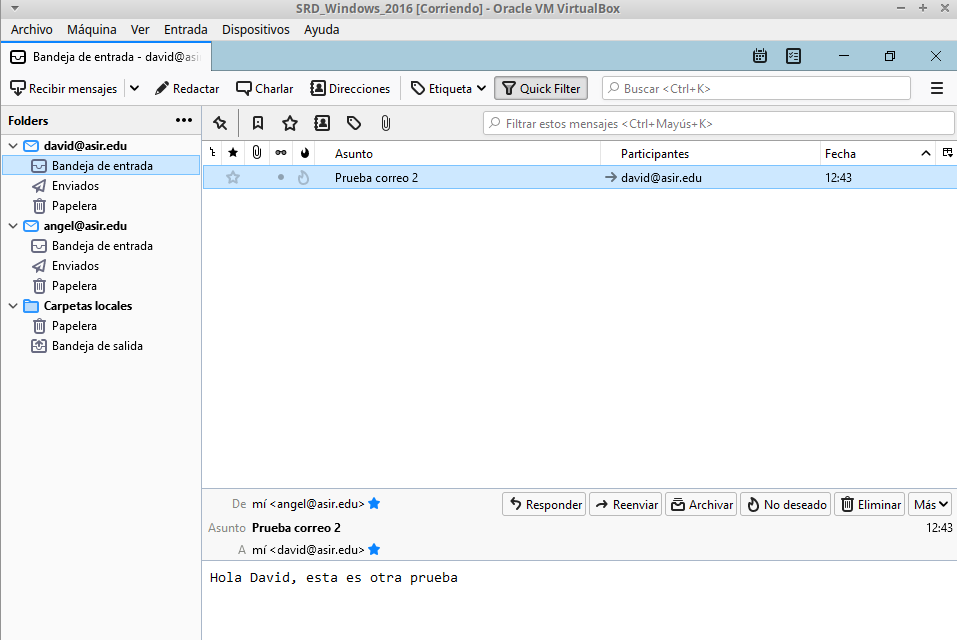 SRD_Windows_2016 [Corriendo] - Oracle VM VirtualBox
Archivo Máquina Ver Entrada Dispositivos Ayuda
Bandeja de entrada - david@asi
Recibir mensajes Redactar Charlar Direcciones Etiqueta Quick Filter Buscar <Ctrl+K>
Folders
Filtrar estos mensajes <Ctrl+Mayús+K>
david@asir.edu
Bandeja de entrada
Enviados
Papelera
angel@asir.edu
Bandeja de entrada
Enviados
Papelera
Carpetas locales
Papelera
Bandeja de salida
Asunto Participantes Fecha
Prueba correo 2 david@asir.edu 12:43
De mí <angel@asir.edu> Responder Reenviar Archivar No deseado Eliminar Más
Asunto Prueba correo 2 12:43
A mí <david@asir.edu>
Hola David, esta es otra prueba